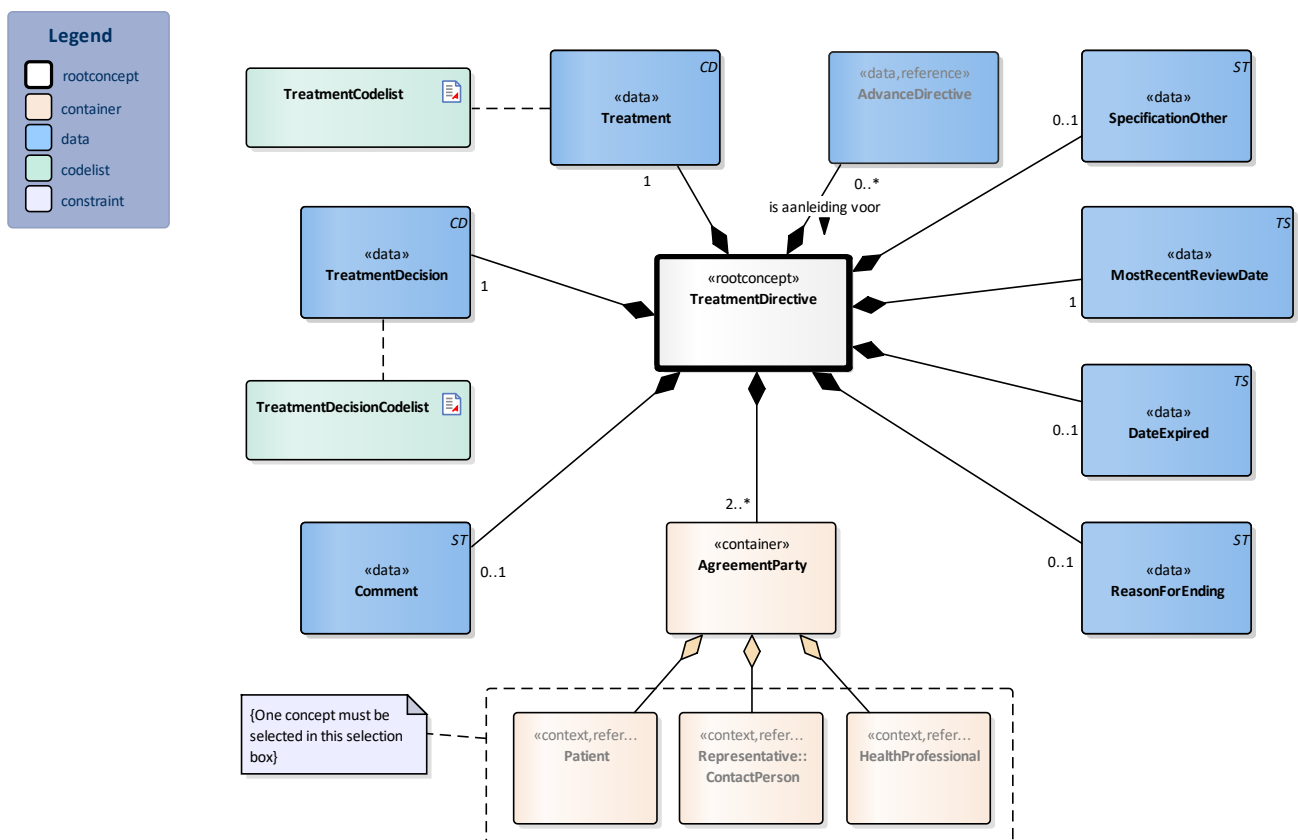 Legend
rootconcept
container
data
codelist
constraint
TreatmentCodelist
CD
«data»
Treatment
1
«data,reference»
AdvanceDirective
0..*
is aanleiding voor
ST
«data»
SpecificationOther
0..1
CD
«data»
TreatmentDecision
1
«rootconcept»
TreatmentDirective
TS
«data»
MostRecentReviewDate
1
TreatmentDecisionCodelist
TS
«data»
DateExpired
0..1
ST
«data»
Comment
0..1
2..*
«container»
AgreementParty
ST
«data»
ReasonForEnding
0..1
{One concept must be
selected in this selection
box}
«context,refer...
Patient
«context,refer...
Representative::
ContactPerson
«context,refer...
HealthProfessional